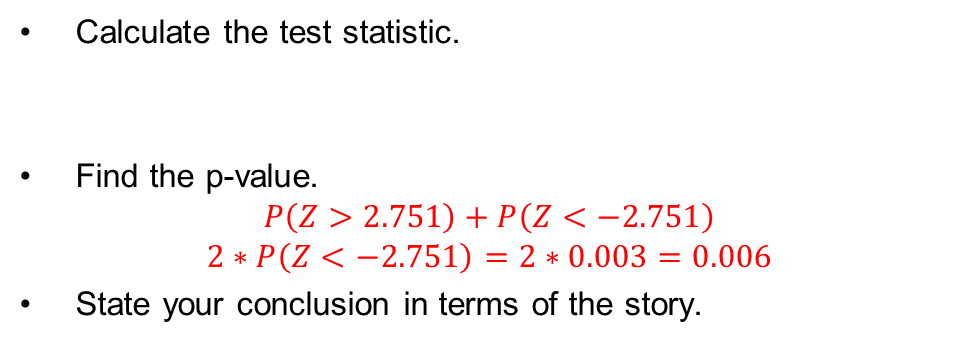 • Calculate the test statistic.
• Find the p-value.
P(Z > 2.751) + P(Z < −2.751)
2 ∗ P(Z < −2.751) = 2 ∗ 0.003 = 0.006
• State your conclusion in terms of the story.